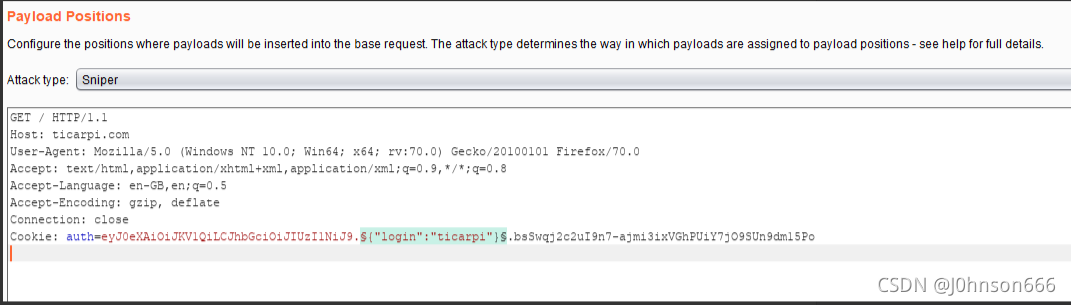 Payload Positions
Configure the positions where payloads will be inserted into the base request. The attack type determines the way in which payloads are assigned to payload positions - see help for full details.
Attack type: Sniper
GET / HTTP/1.1
Host: ticarpi.com
User-Agent: Mozilla/5.0 (Windows NT 10.0; Win64; x64; rv:70.0) Gecko/20100101 Firefox/70.0
Accept: text/html,application/xhtml+xml,application/xml;q=0.9,*/*;q=0.8
Accept-Language: en-GB,en;q=0.5
Accept-Encoding: gzip, deflate
Connection: close
Cookie: auth=eyJ0eXAiOiJKV1QiLCJhbGciOiJIUzI1NiJ9.§{"login":"ticarpi"}§.bsSwqj2c2uI9n7-ajmi3ixVGhPUiY7jO9SUn9dm15Po
CSDN @J0hnson666